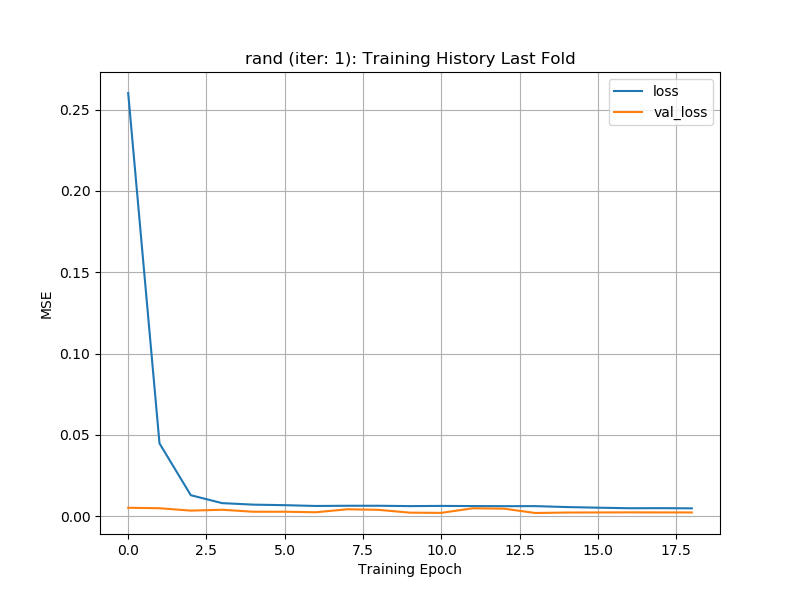 rand (iter: 1): Training History Last Fold
loss
val_loss
0.25
0.20
0.15
0.10
0.05
0.00
MSE
0.0 2.5 5.0 7.5 10.0 12.5 15.0 17.5
Training Epoch